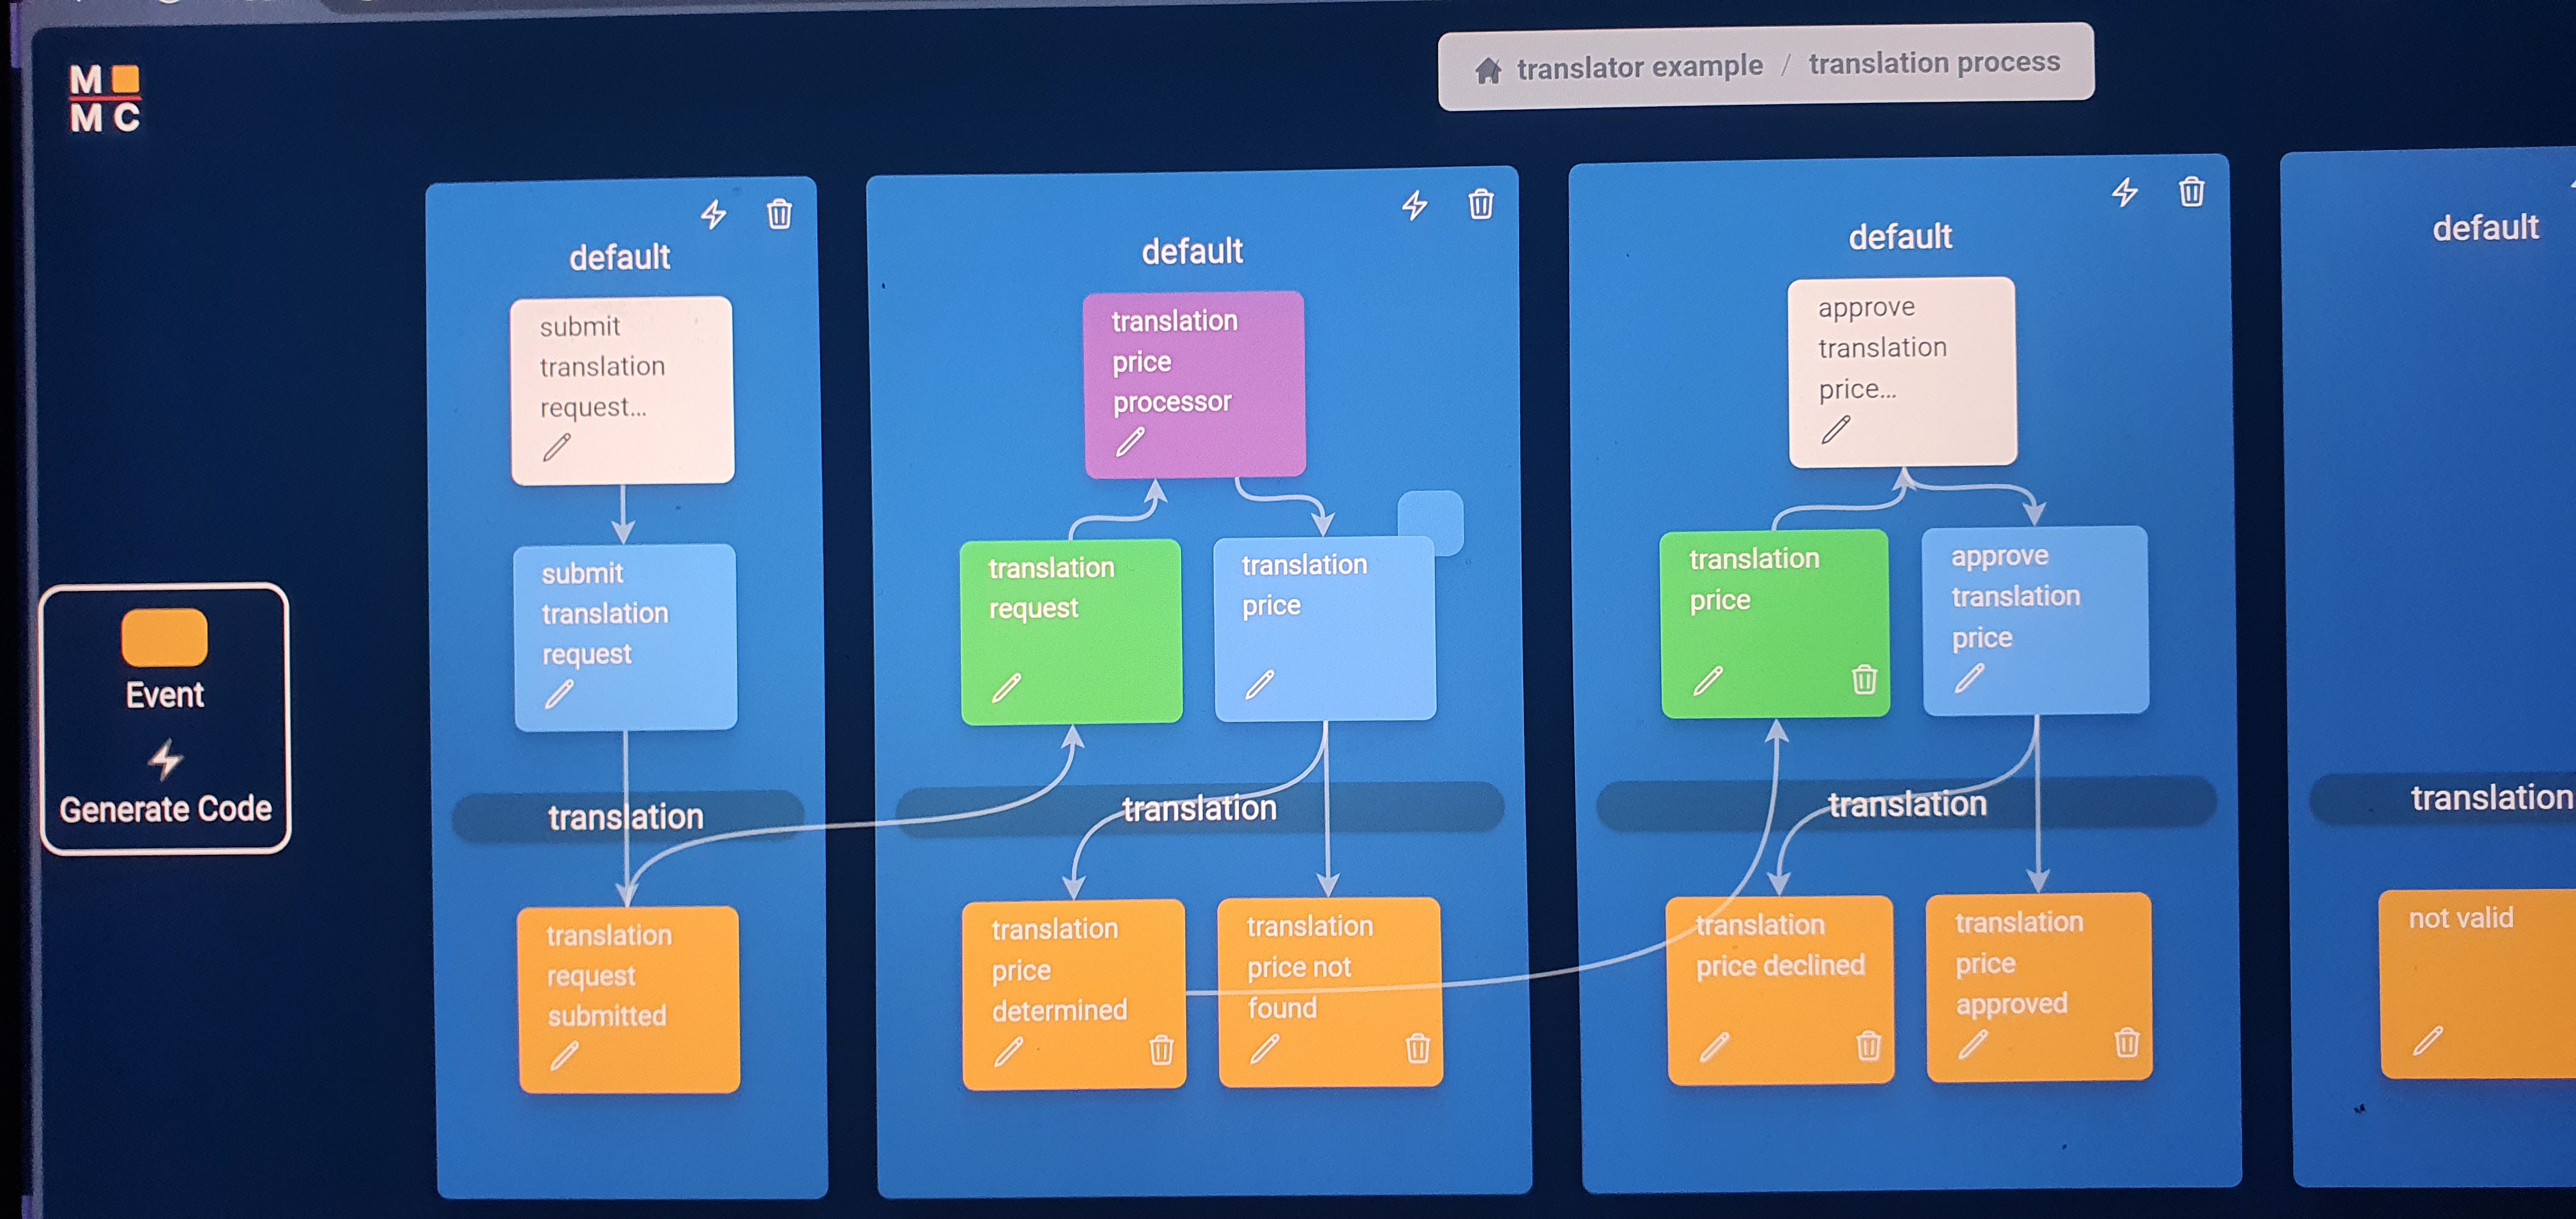 M
M C
translator example / translation process
default
submit
translation
request...
submit
translation
request
translation
translation
request
submitted
default
translation
price
processor
translation
request
translation
price
translation
translation
price
determined
translation
price not
found
default
approve
translation
price...
translation
price
approve
translation
price
translation
translation
price declined
translation
price
approved
default
translation
not valid
Event
Generate Code